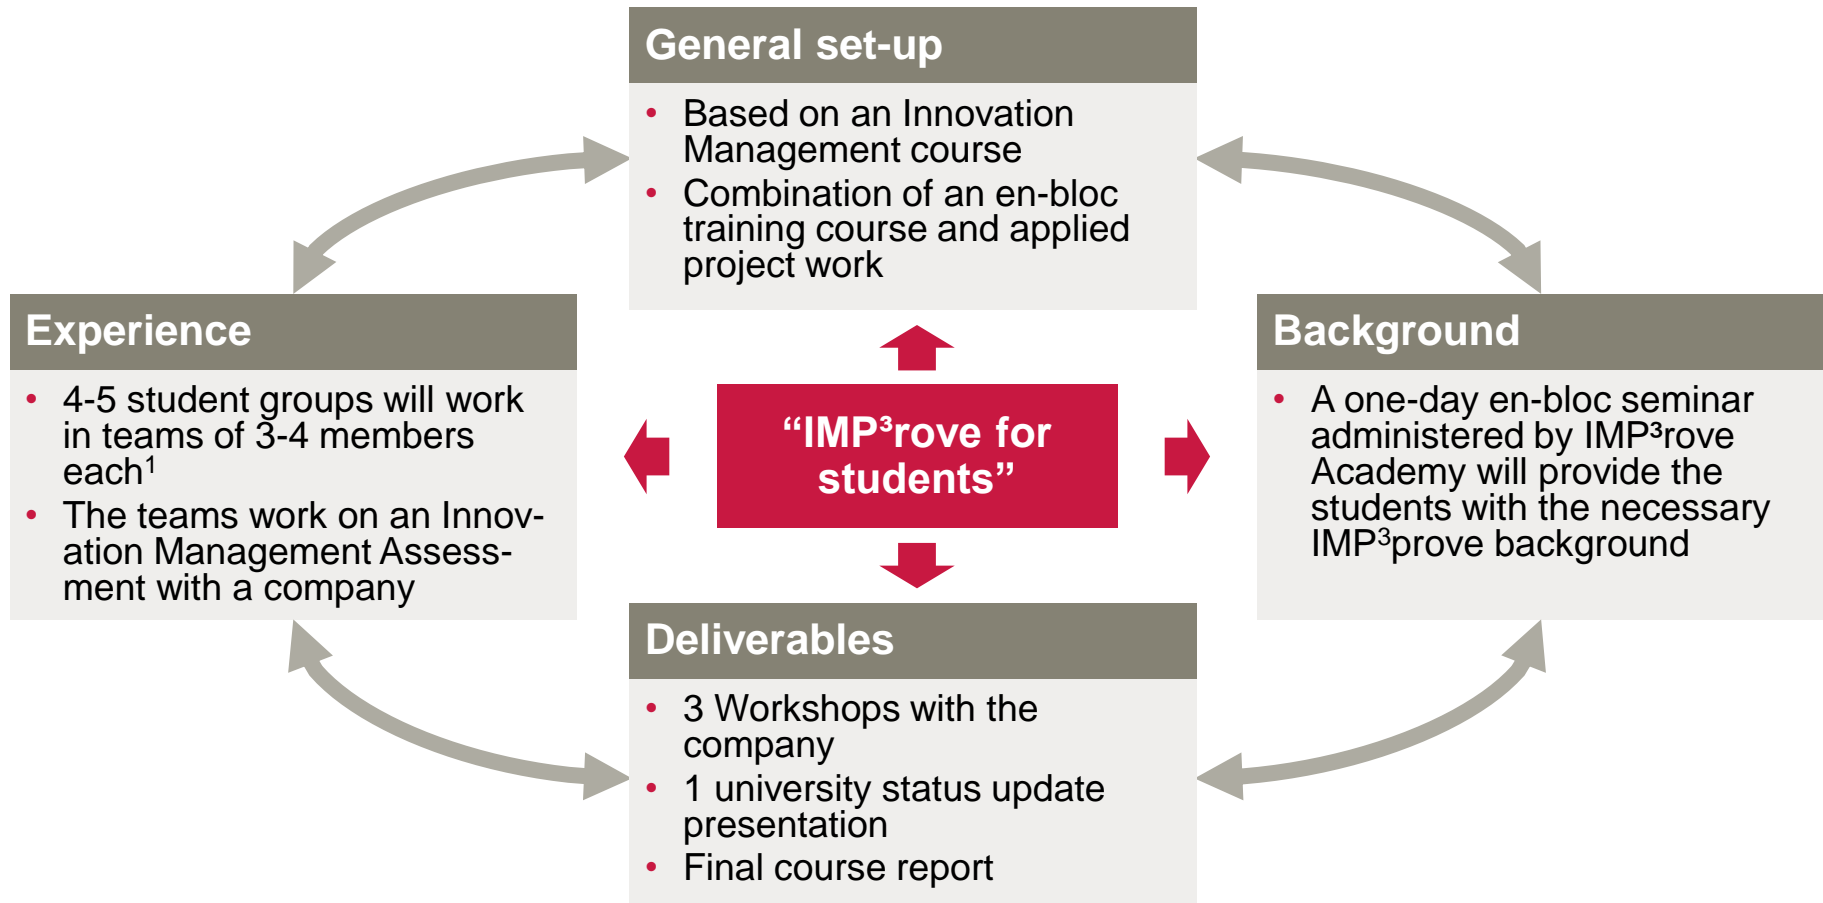 General set-up
• Based on an Innovation
Management course
• Combination of an en-bloc
training course and applied
project work
Experience
• 4-5 student groups will work
in teams of 3-4 members
each¹
• The teams work on an Innov-
ation Management Assess-
ment with a company
“IMP³rove for
students”
Background
• A one-day en-bloc seminar
administered by IMP³rove
Academy will provide the
students with the necessary
IMP³prove background
Deliverables
• 3 Workshops with the
company
• 1 university status update
presentation
• Final course report